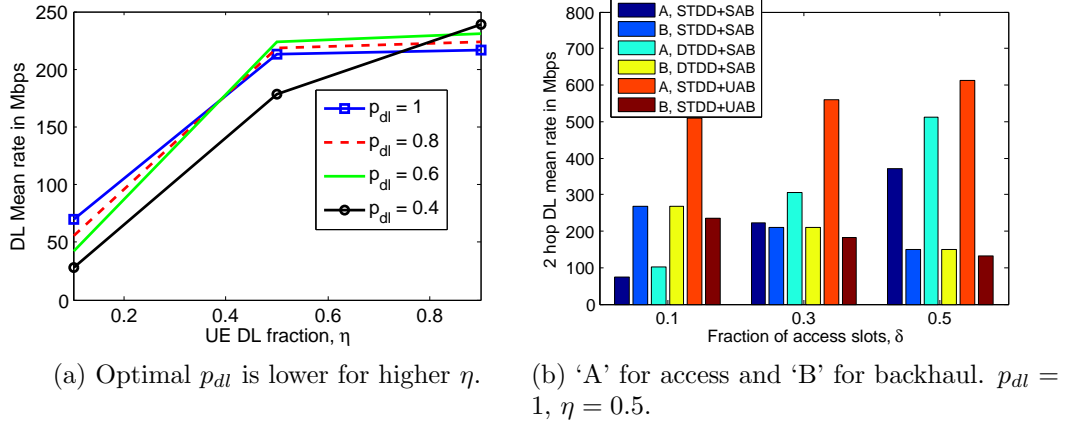 250
200
150
100
50
0
DL Mean rate in Mbps
p_dl = 1
p_dl = 0.8
p_dl = 0.6
p_dl = 0.4
0.2 0.4 0.6 0.8
UE DL fraction, η
(a) Optimal p_dl is lower for higher η.
800
700
600
500
400
300
200
100
0
2 hop DL mean rate in Mbps
A, STDD+SAB
B, STDD+SAB
A, DTDD+SAB
B, DTDD+SAB
A, STDD+UAB
B, STDD+UAB
0.1 0.3 0.5
Fraction of access slots, δ
(b) ‘A’ for access and ‘B’ for backhaul. p_dl =
1, η = 0.5.